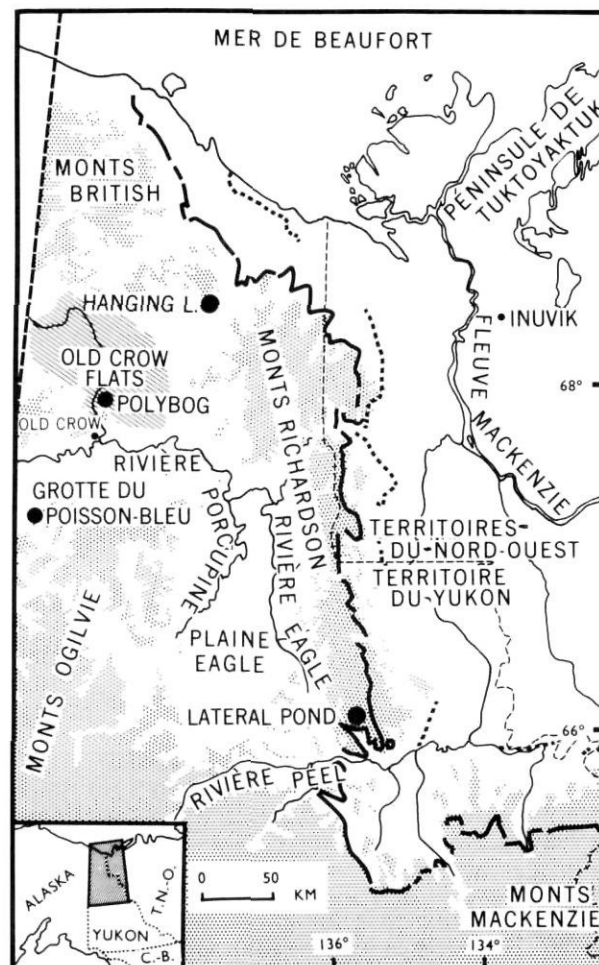 MER DE BEAUFORT
PÉNINSULE DE
TUKTOYAKTUK
MONTS
BRITISH
HANGING L.
INUVIK
OLD CROW
FLATS
POLYBOG
OLD CROW
MONTS RICHARDSON
FLEUVE MACKENZIE
68°
RIVIÈRE PORCUPINE
GROTTE DU
POISSON-BLEU
RIVIÈRE EAGLE
TERRITOIRES
DU-NORD-OUEST
TERRITOIRE
DU YUKON
MONTS OGILVIE
PLAINE
EAGLE
LATERAL POND
66°
RIVIÈRE PEEL
ALASKA
T.N.-O.
YUKON
C.-B.
0 50
KM
MONTS
MACKENZIE
136° 134°